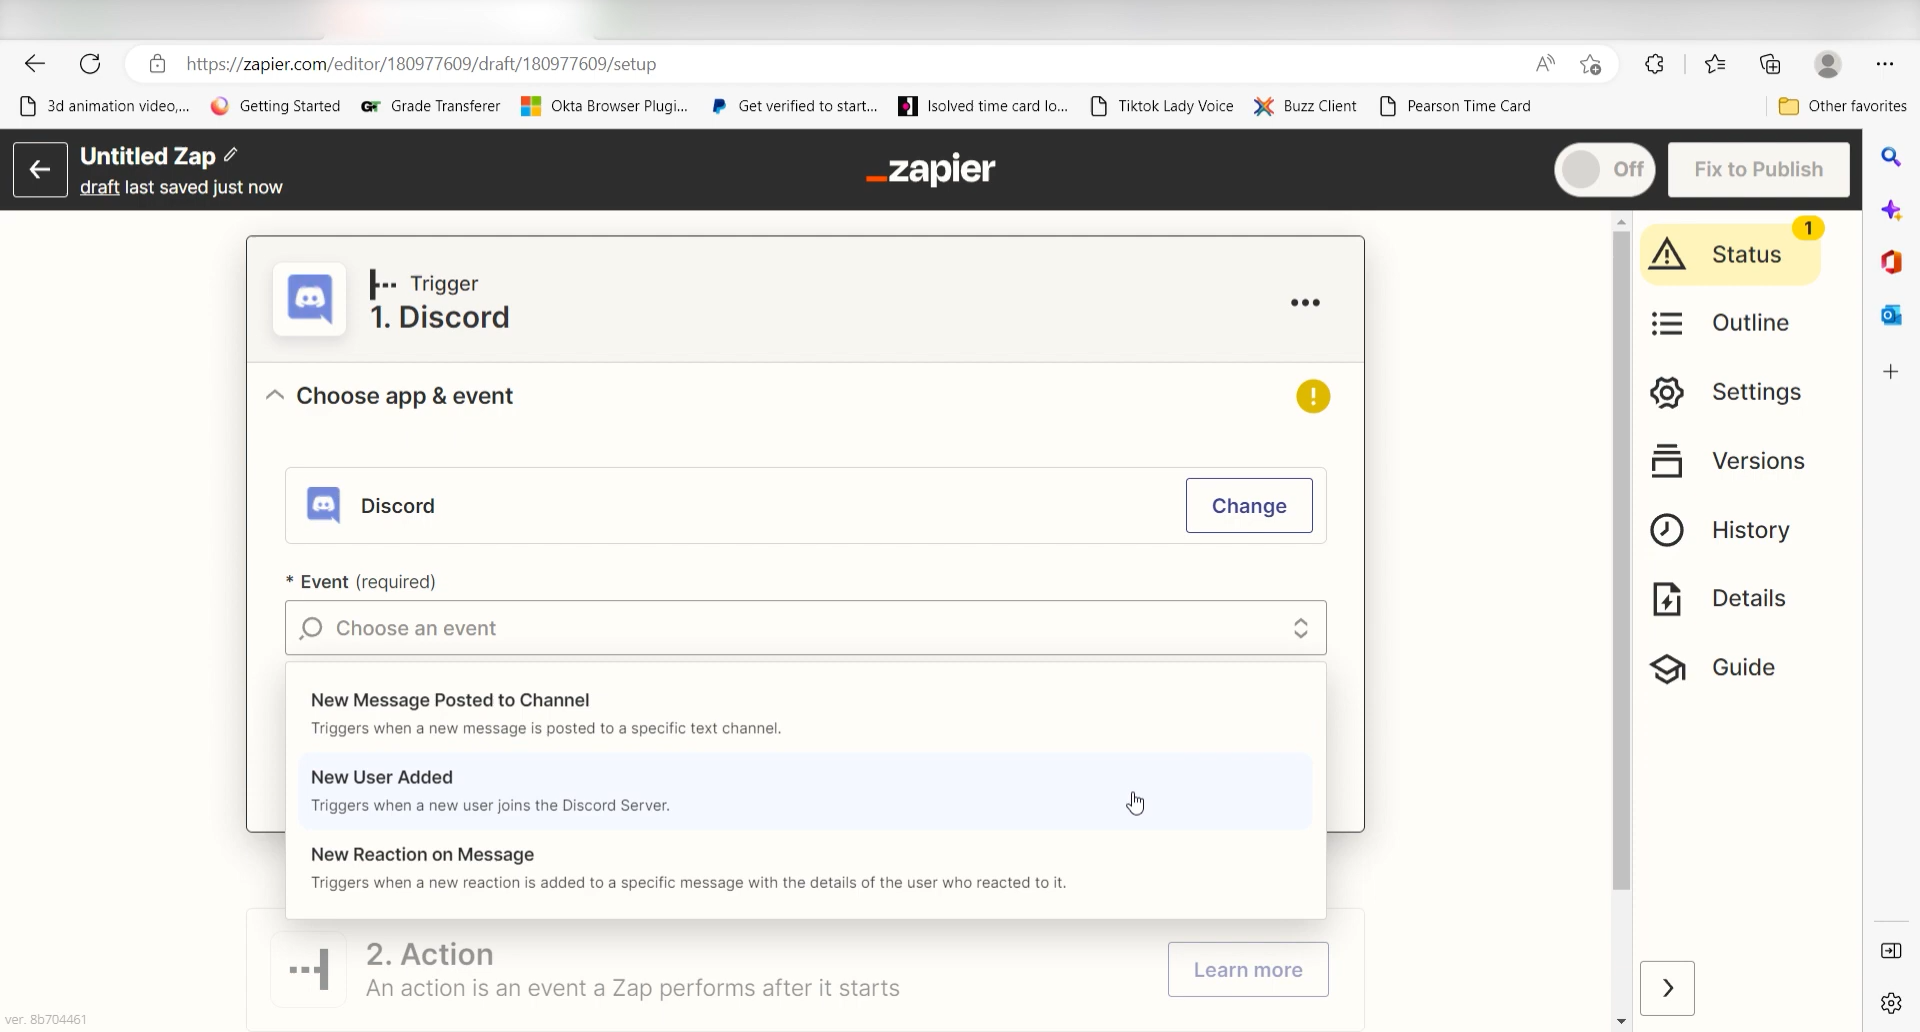 https://zapier.com/editor/180977609/draft/180977609/setup
3d animation video,... Getting Started GT Grade Transferer Okta Browser Plugi... Get verified to start... Isolved time card lo... Tiktok Lady Voice Buzz Client Pearson Time Card Other favorites
Untitled Zap
draft last saved just now
_zapier
Off
Fix to Publish
1
Status
Outline
Settings
Versions
History
Details
Guide
Trigger
1. Discord
Choose app & event
!
Discord
Change
* Event (required)
Choose an event
New Message Posted to Channel
Triggers when a new message is posted to a specific text channel.
New User Added
Triggers when a new user joins the Discord Server.
New Reaction on Message
Triggers when a new reaction is added to a specific message with the details of the user who reacted to it.
2. Action
An action is an event a Zap performs after it starts
Learn more
ver. 8b704461